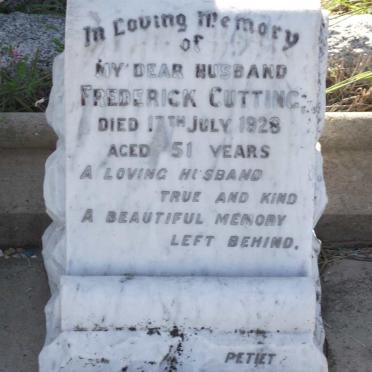 In Loving Memory
of
MY DEAR HUSBAND
FREDERICK CUTTING
DIED 17TH JULY 1928
AGED 51 YEARS
A LOVING HUSBAND
TRUE AND KIND
A BEAUTIFUL MEMORY
LEFT BEHIND.
PETIET